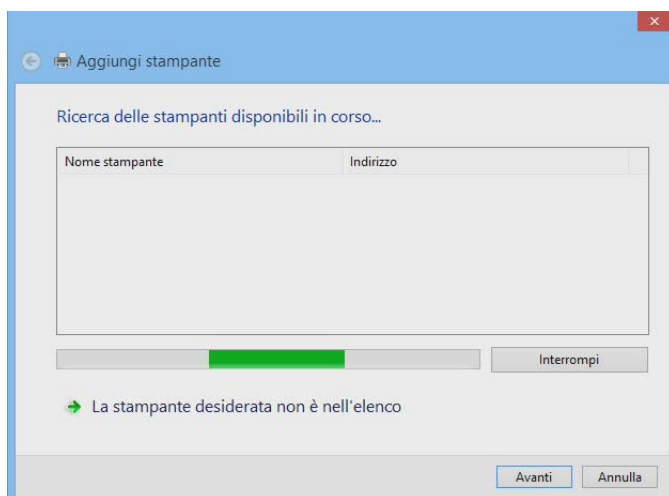 Aggiungi stampante
Ricerca delle stampanti disponibili in corso...
Nome stampante Indirizzo
Interrompi
La stampante desiderata non è nell'elenco
Avanti Annulla